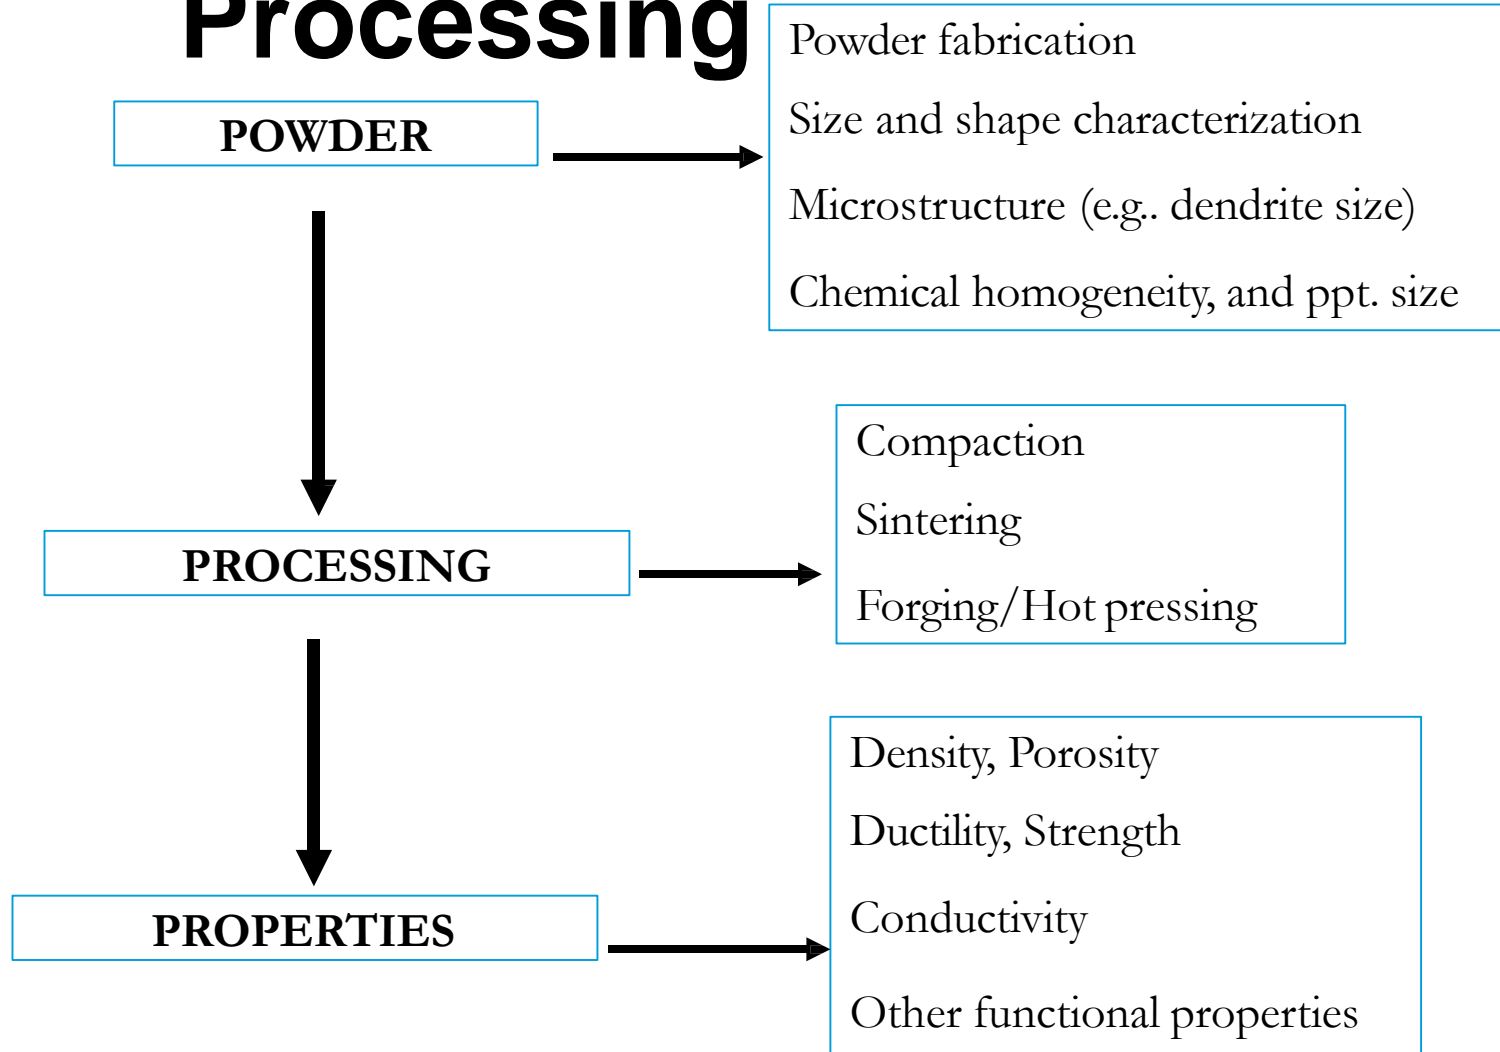 Processing
POWDER
Powder fabrication
Size and shape characterization
Microstructure (e.g.. dendrite size)
Chemical homogeneity, and ppt. size
PROCESSING
Compaction
Sintering
Forging/Hot pressing
PROPERTIES
Density, Porosity
Ductility, Strength
Conductivity
Other functional properties